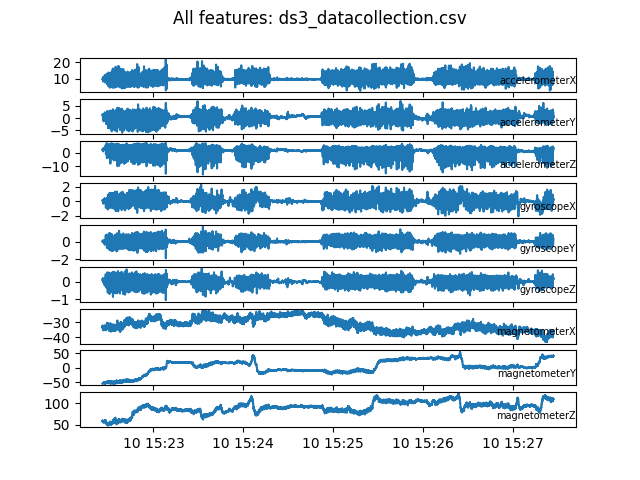 All features: ds3_datacollection.csv
20
10
accelerometerX
5
0
−5
accelerometerY
0
−10
accelerometerZ
2
0
−2
gyroscopeX
0
−2
gyroscopeY
0
−1
gyroscopeZ
−30
−40
magnetometerX
50
0
−50
magnetometerY
100
50
magnetometerZ
10 15:23 10 15:24 10 15:25 10 15:26 10 15:27